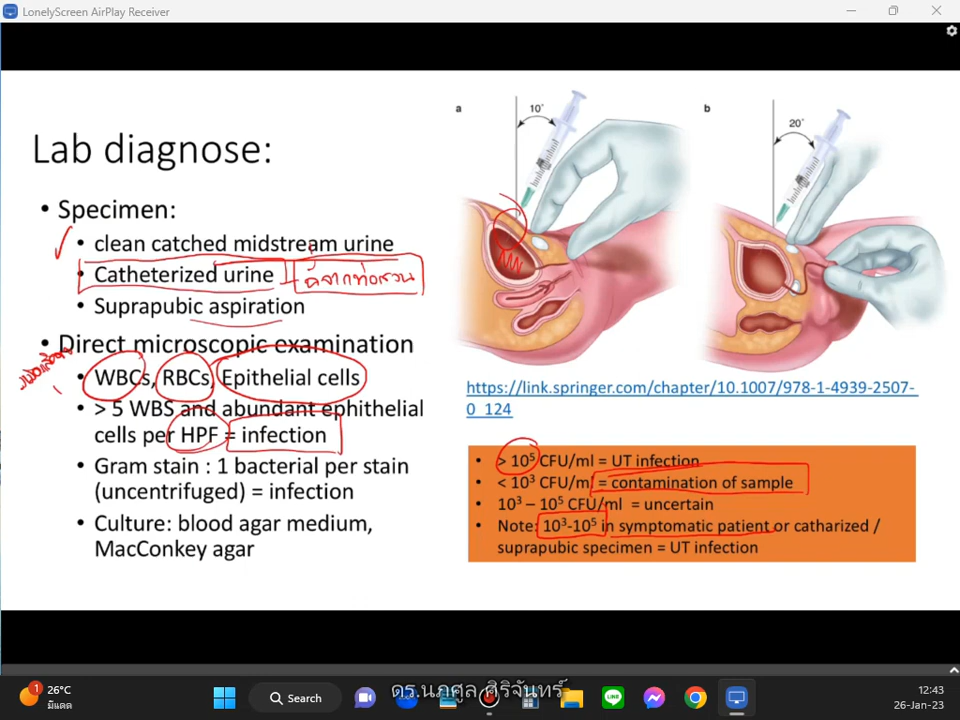 LonelyScreen AirPlay Receiver
Lab diagnose:
• Specimen:
• clean catched midstream urine
• Catheterized urine
• Suprapubic aspiration
• Direct microscopic examination
• WBCs, RBCs, Epithelial cells
• > 5 WBS and abundant ephithelial
cells per HPF = infection
• Gram stain : 1 bacterial per stain
(uncentrifuged) = infection
• Culture: blood agar medium,
MacConkey agar
a
10°
b
20°
https://link.springer.com/chapter/10.1007/978-1-4939-2507-
0_124
• > 10⁵ CFU/ml = UT infection
• < 10³ CFU/ml = contamination of sample
• 10³ – 10⁵ CFU/ml = uncertain
• Note: 10³-10⁵ in symptomatic patient or catharized /
suprapubic specimen = UT infection
1
26°C
มีแดด
Search
ดร.นภศูล ศิริจันทร์
12:43
26-Jan-23